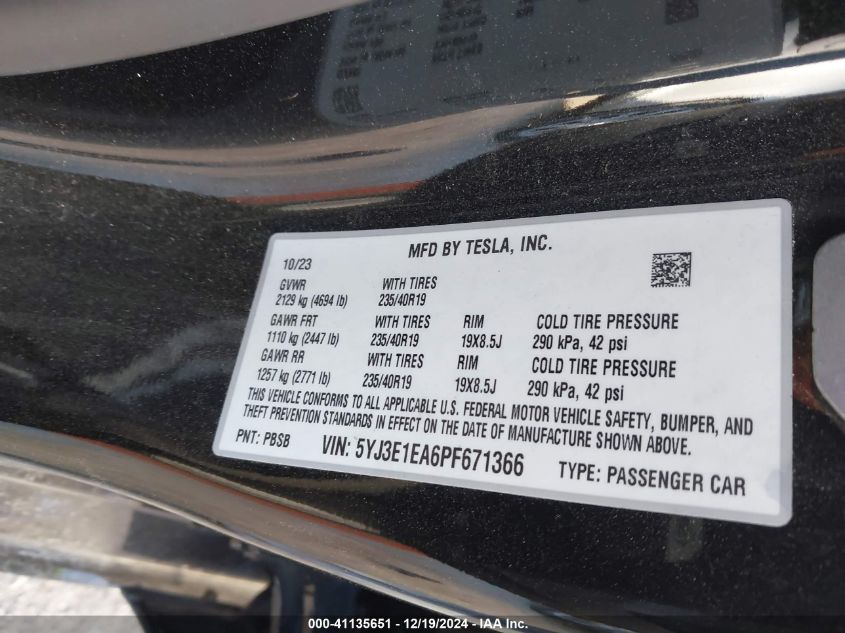 MFD BY TESLA, INC.
10/23
GVWR WITH TIRES
2129 kg (4694 lb) 235/40R19
GAWR FRT WITH TIRES RIM COLD TIRE PRESSURE
1110 kg (2447 lb) 235/40R19 19X8.5J 290 kPa, 42 psi
GAWR RR WITH TIRES RIM COLD TIRE PRESSURE
1257 kg (2771 lb) 235/40R19 19X8.5J 290 kPa, 42 psi
THIS VEHICLE CONFORMS TO ALL APPLICABLE U.S. FEDERAL MOTOR VEHICLE SAFETY, BUMPER, AND
THEFT PREVENTION STANDARDS IN EFFECT ON THE DATE OF MANUFACTURE SHOWN ABOVE.
PNT: PBSB VIN: 5YJ3E1EA6PF671366 TYPE: PASSENGER CAR
000-41135651 - 12/19/2024 - IAA Inc.